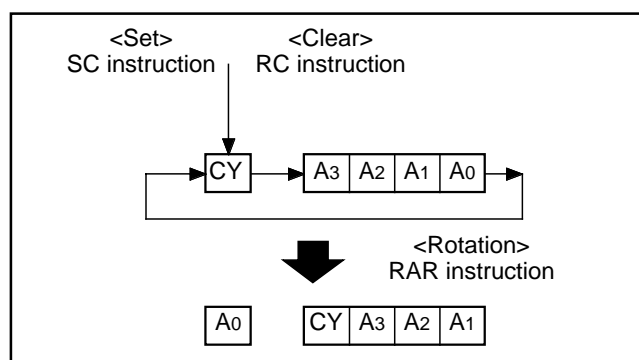 <Set> <Clear>
SC instruction RC instruction
CY A3 A2 A1 A0
<Rotation>
RAR instruction
A0 CY A3 A2 A1